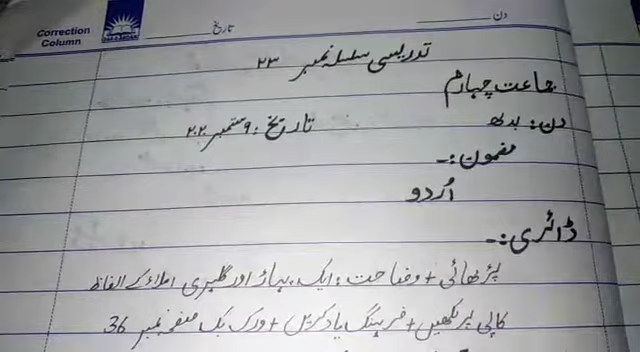 Correction Column
تاریخ
دن
تدریسی سلسلہ نمبر ۲۳
جماعت چہارم
دن: بدھ
تاریخ: ۹ ستمبر ۲۰۲۰
مضمون:-
اُردو
ڈائری:-
پڑھائی + وضاحت: ایک پہاڑ اور گلہری املاء کے الفاظ
کاپی پر لکھیں + فرہنگ یاد کریں + ورک بک صفحہ نمبر 36